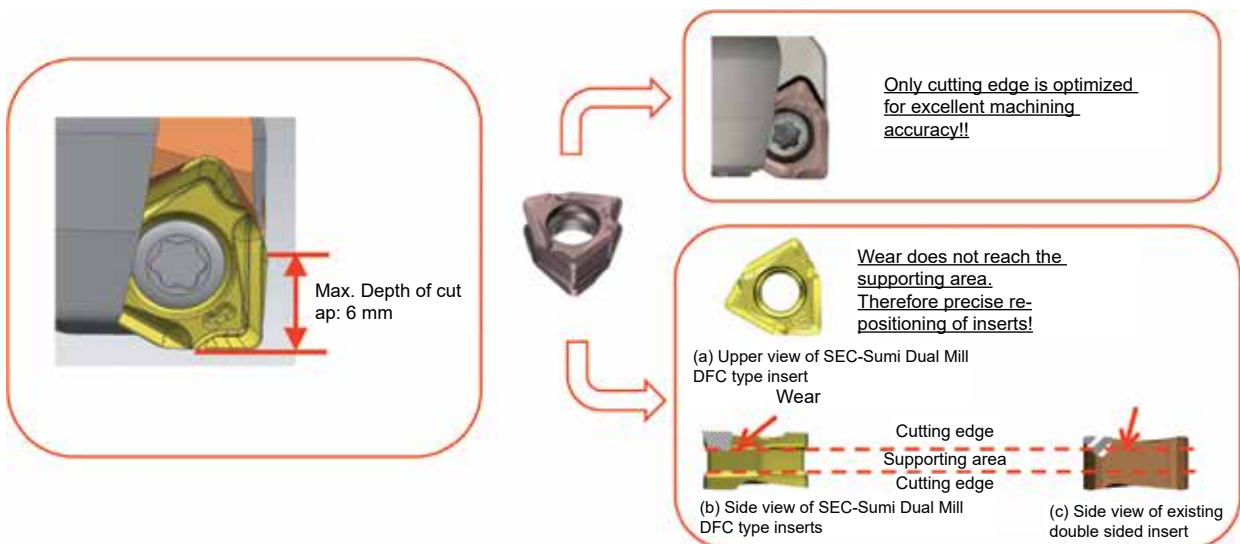 Max. Depth of cut
ap: 6 mm
Only cutting edge is optimized
for excellent machining
accuracy!!
Wear does not reach the
supporting area.
Therefore precise re-
positioning of inserts!
(a) Upper view of SEC-Sumi Dual Mill
DFC type insert
Wear
Cutting edge
Supporting area
Cutting edge
(b) Side view of SEC-Sumi Dual Mill
DFC type inserts
(c) Side view of existing
double sided insert